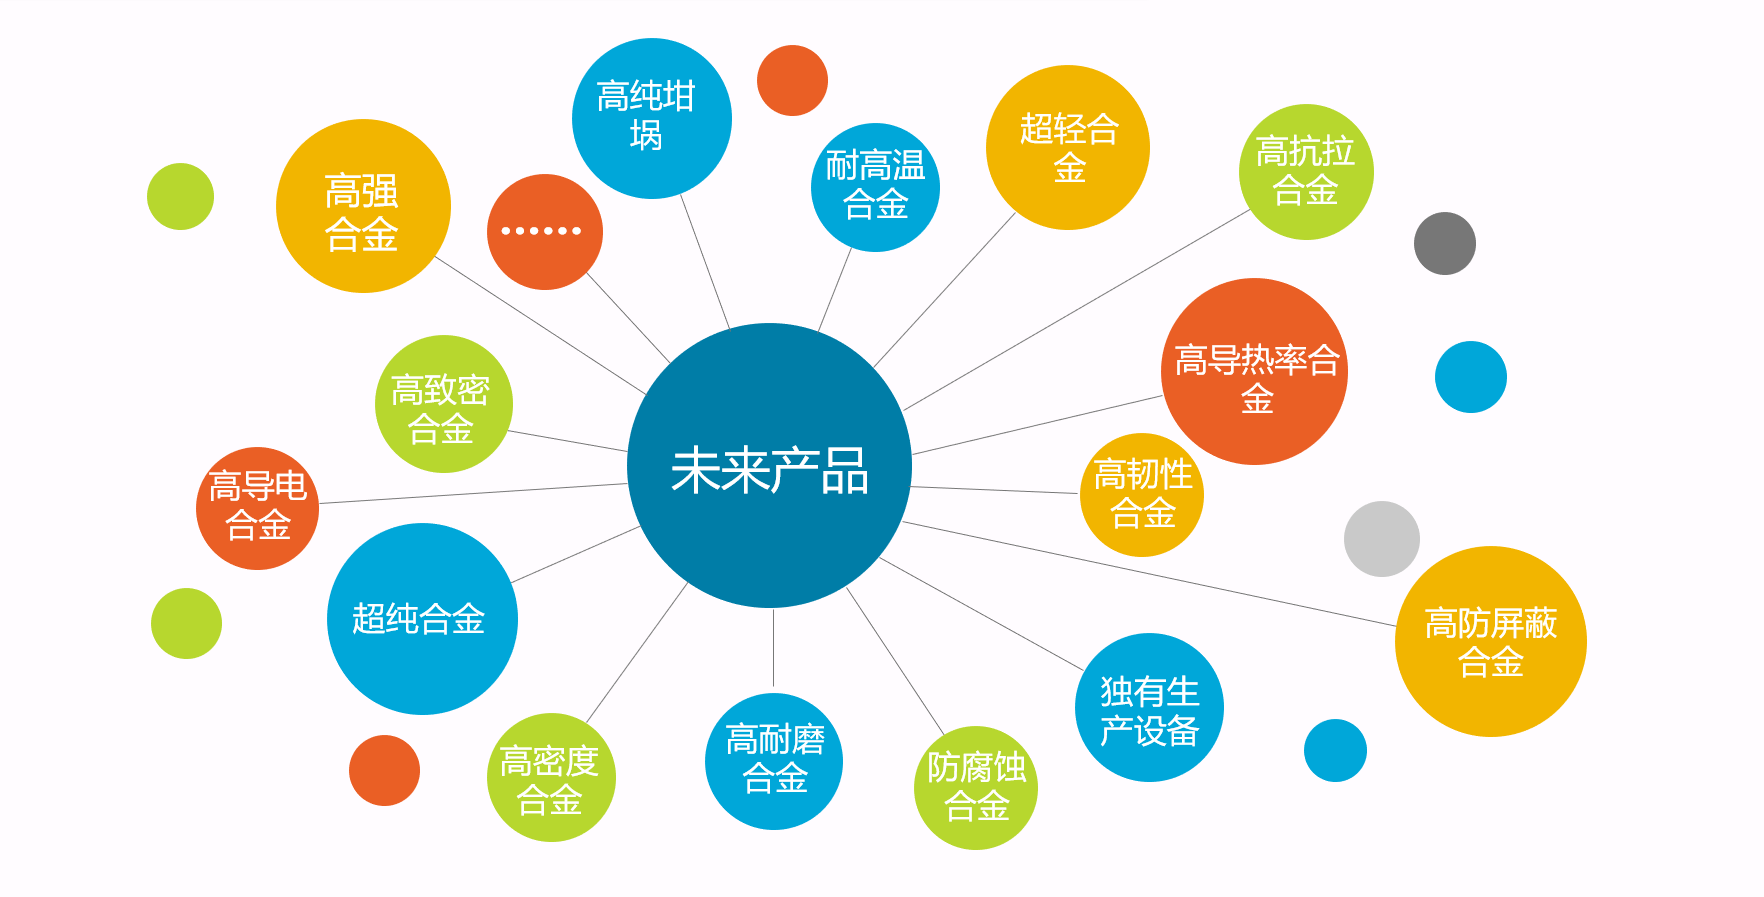 高纯坩
埚
超轻合
金
高抗拉
合金
耐高温
合金
高强
合金
······
高导热率合
金
高致密
合金
未来产品
高韧性
合金
高导电
合金
超纯合金
高防屏蔽
合金
独有生
产设备
高密度
合金
高耐磨
合金
防腐蚀
合金